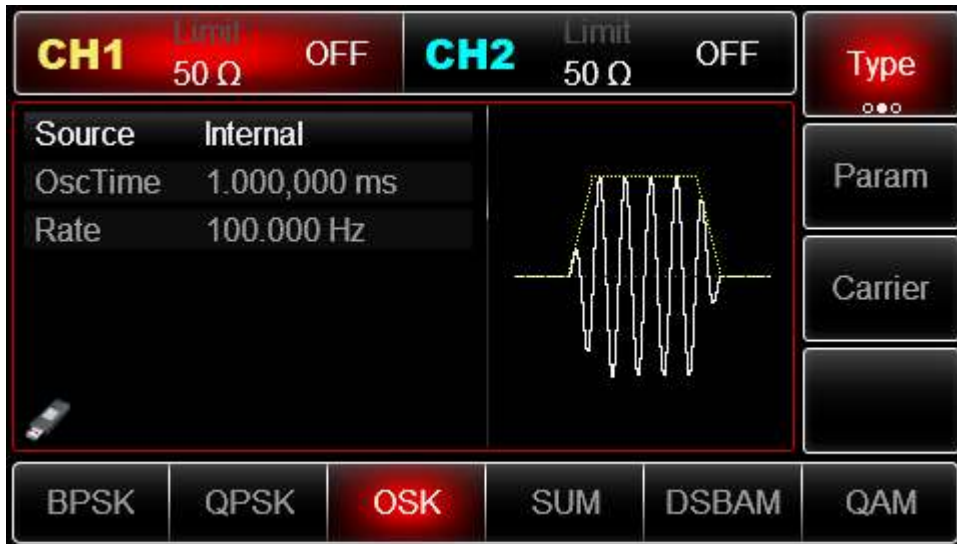 CH1 Limit 50 Ω OFF
CH2 Limit 50 Ω OFF
Type
Source Internal
OscTime 1.000,000 ms
Rate 100.000 Hz
Param
Carrier
BPSK QPSK OSK SUM DSBAM QAM